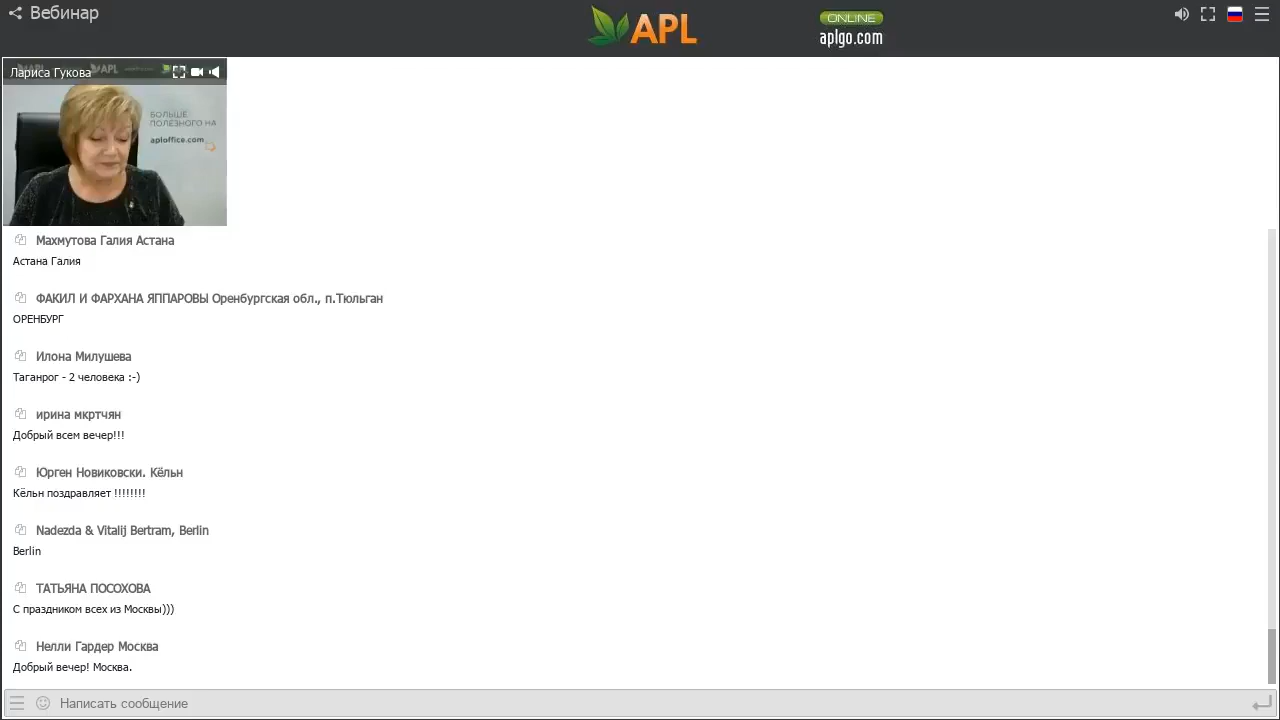 Вебинар
APL
ONLINE
aplgo.com
Лариса Гукова
APL
БОЛЬШЕ
ПОЛЕЗНОГО НА
aploffice.com
Махмутова Галия Астана
Астана Галия
ФАКИЛ И ФАРХАНА ЯППАРОВЫ Оренбургская обл., п.Тюльган
ОРЕНБУРГ
Илона Милушева
Таганрог - 2 человека :-)
ирина мкртчян
Добрый всем вечер!!!
Юрген Новиковски. Кёльн
Кёльн поздравляет !!!!!!!!
Nadezda & Vitalij Bertram, Berlin
Berlin
ТАТЬЯНА ПОСОХОВА
С праздником всех из Москвы)))
Нелли Гардер Москва
Добрый вечер! Москва.
Написать сообщение